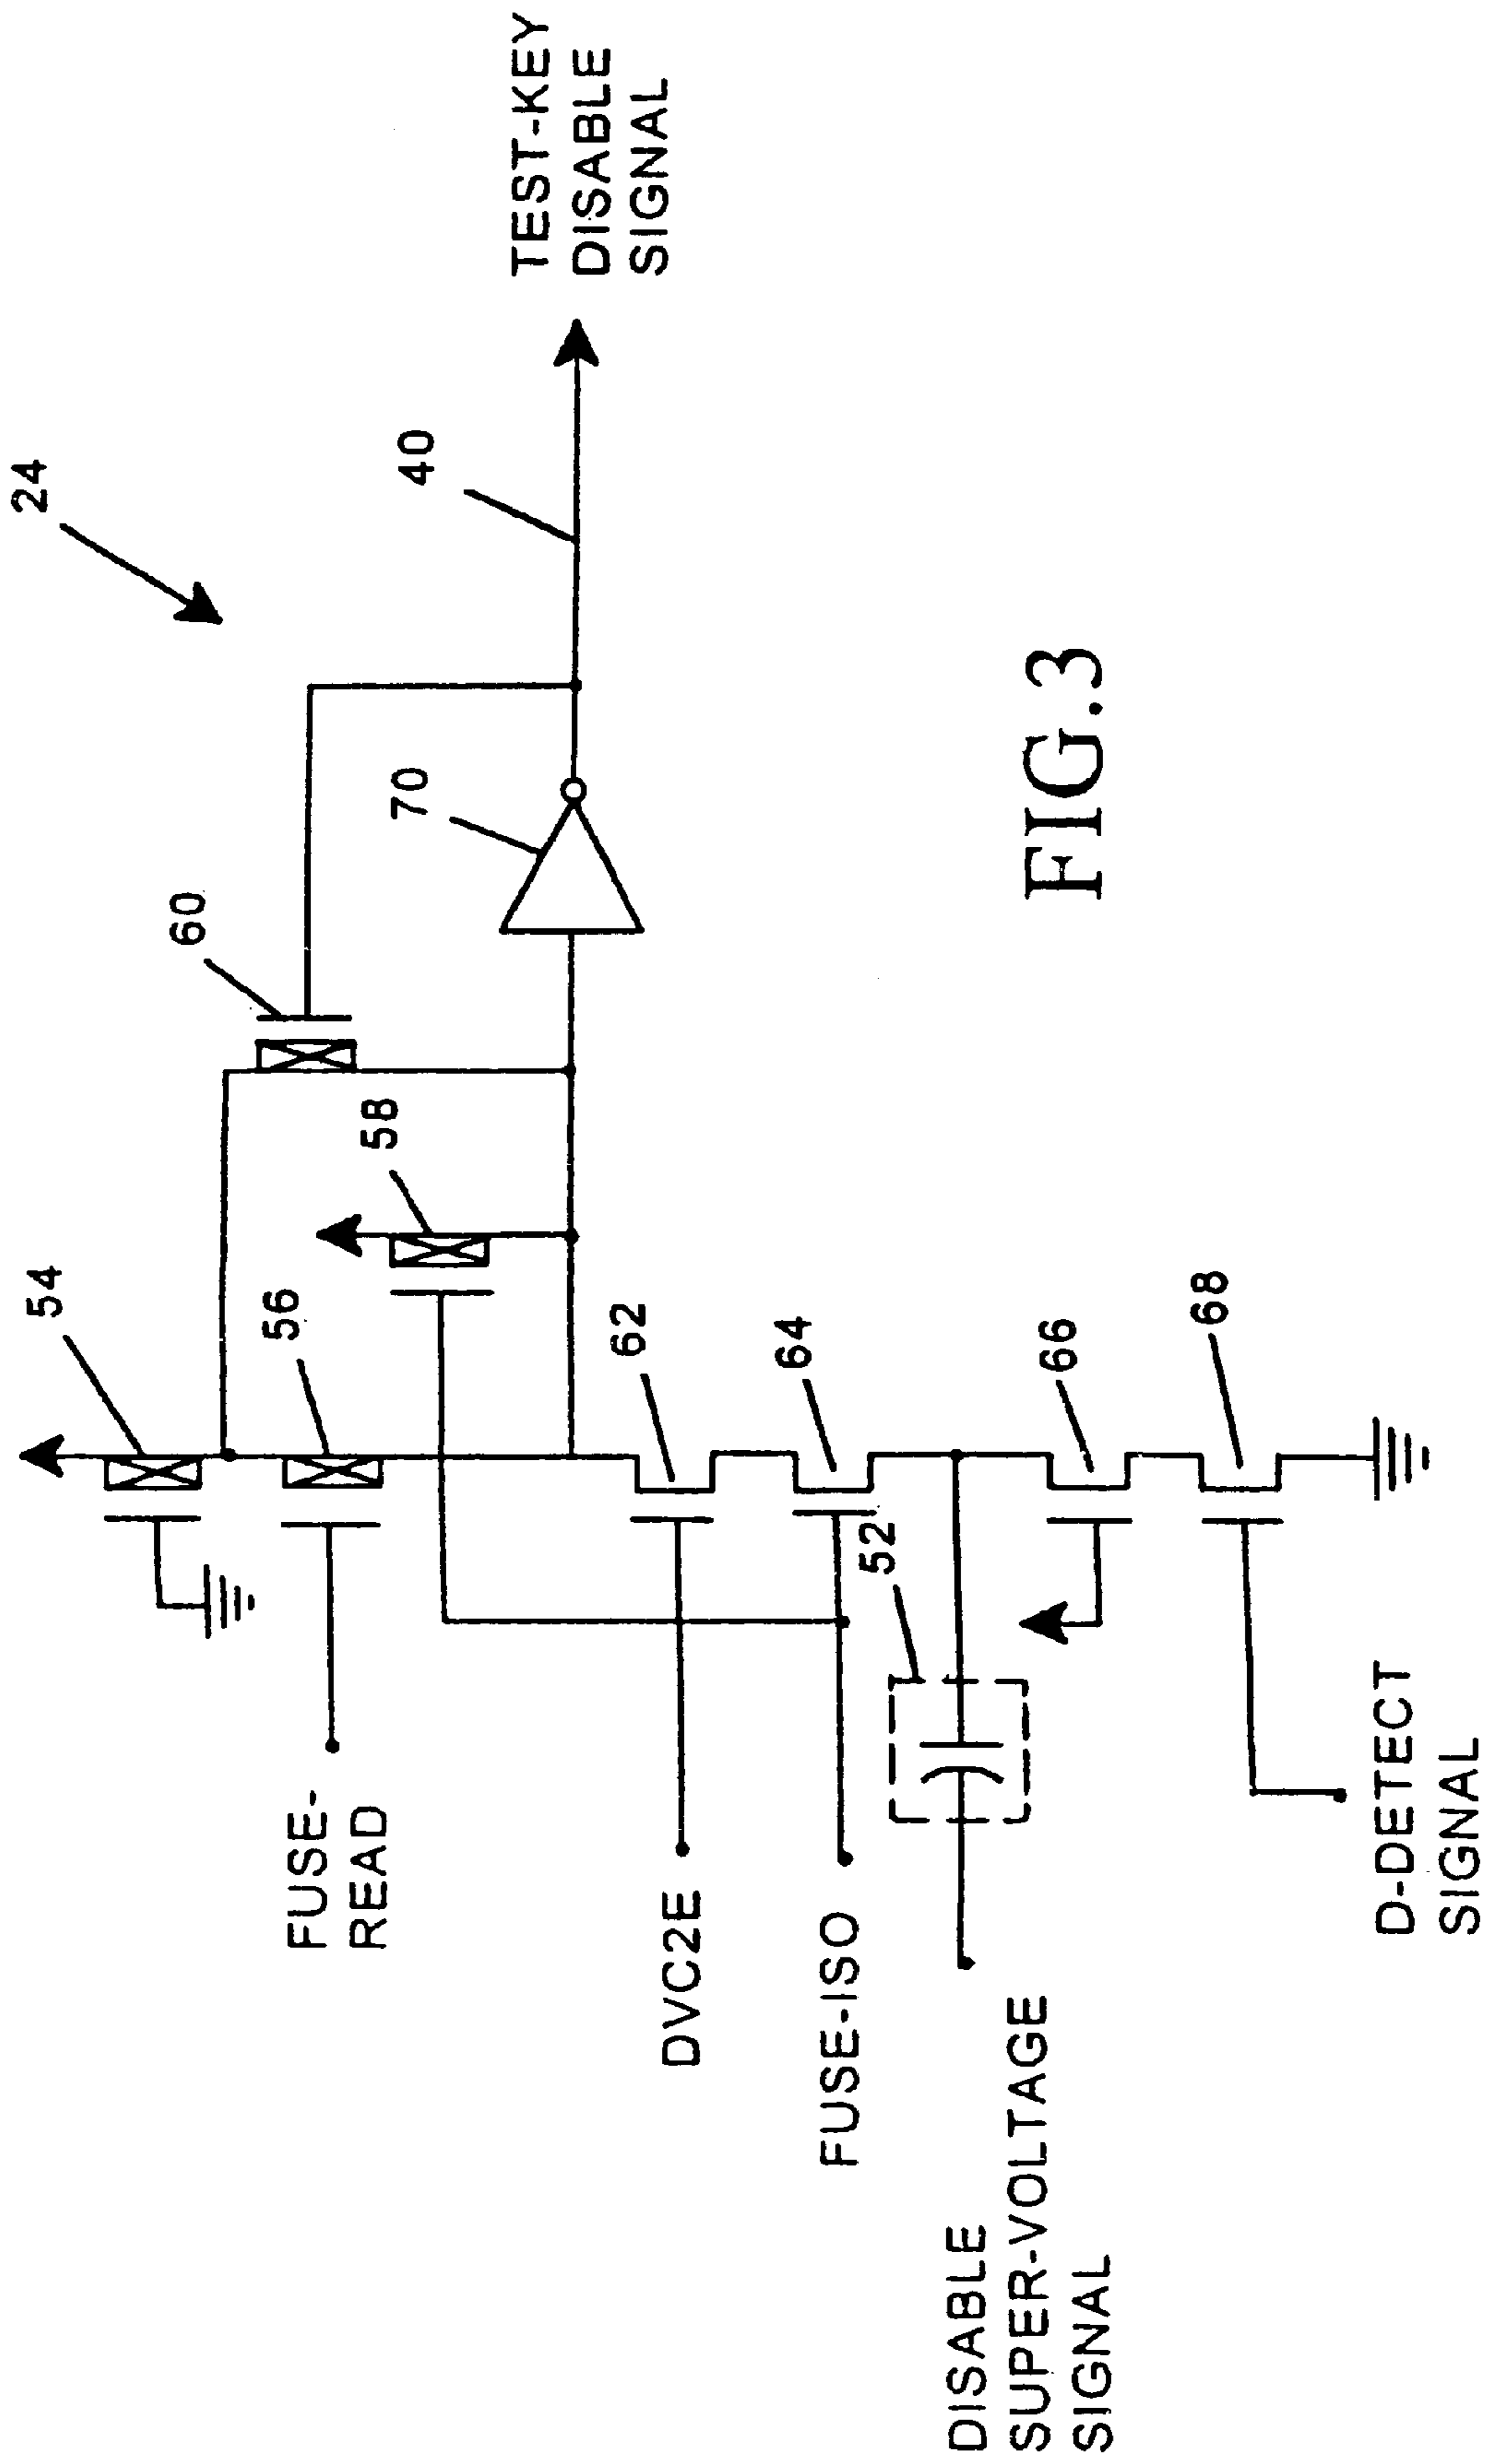 24
54
60
56
58
70
40
FUSE-
READ
TEST-KEY
DISABLE
SIGNAL
62
DVC2E
64
FUSE-ISO
52
DISABLE
SUPER-VOLTAGE
SIGNAL
66
68
D-DETECT
SIGNAL
FIG.3